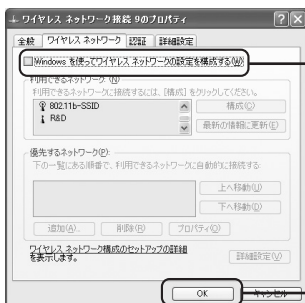 ワイヤレス ネットワーク接続 9のプロパティ
全般 ワイヤレス ネットワーク 認証 詳細設定
Windows を使ってワイヤレス ネットワークの設定を構成する(W)
利用できるネットワーク (N)
利用できるネットワークに接続するには、[構成] をクリックしてください。
802.11b-SSID
R&D
構成(C)
最新の情報に更新(E)
優先するネットワーク(P):
下の一覧にある順番で、利用できるネットワークに自動的に接続する:
上へ移動(U)
下へ移動(D)
追加(A)... 削除(R) プロパティ(O)
ワイヤレス ネットワーク構成のセットアップの詳細
を表示します。
詳細設定(V)
OK キャンセル